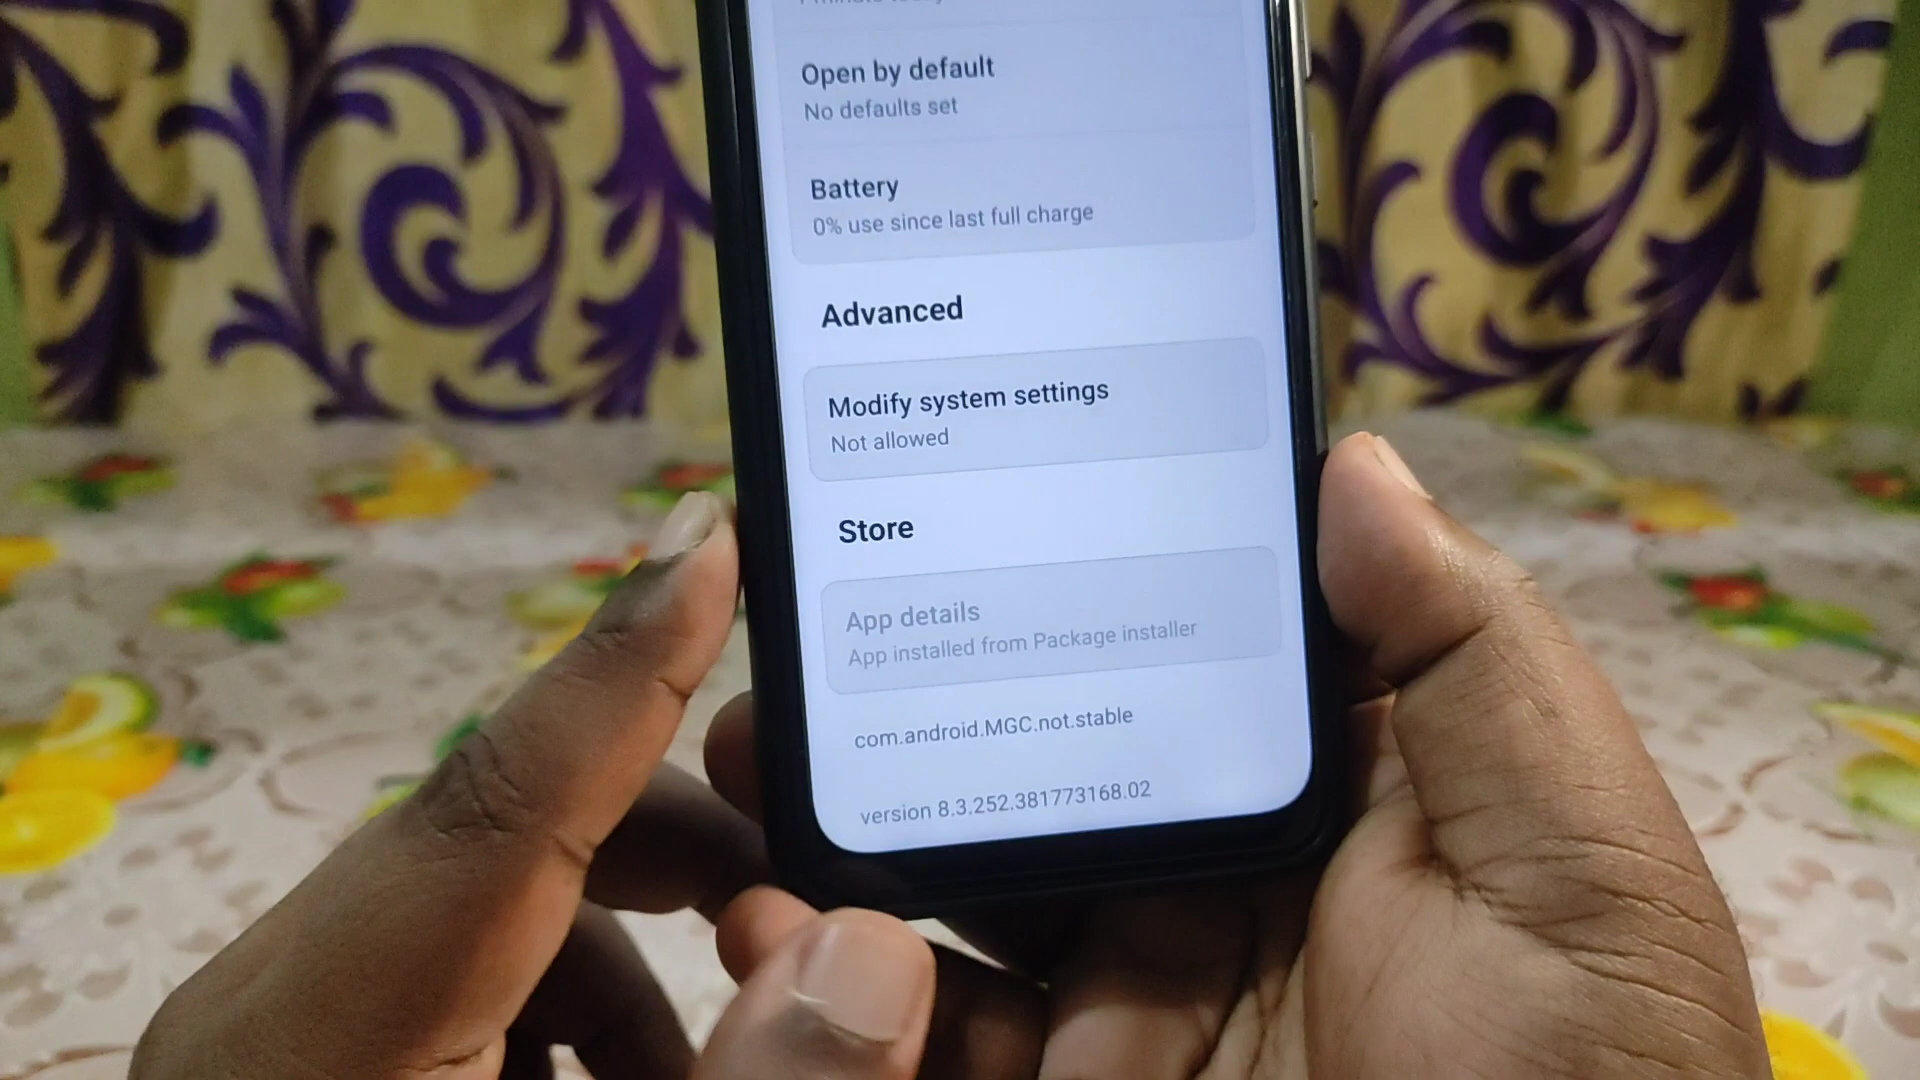 Open by default
No defaults set
Battery
0% use since last full charge
Advanced
Modify system settings
Not allowed
Store
App details
App installed from Package installer
com.android.MGC.not.stable
version 8.3.252.381773168.02